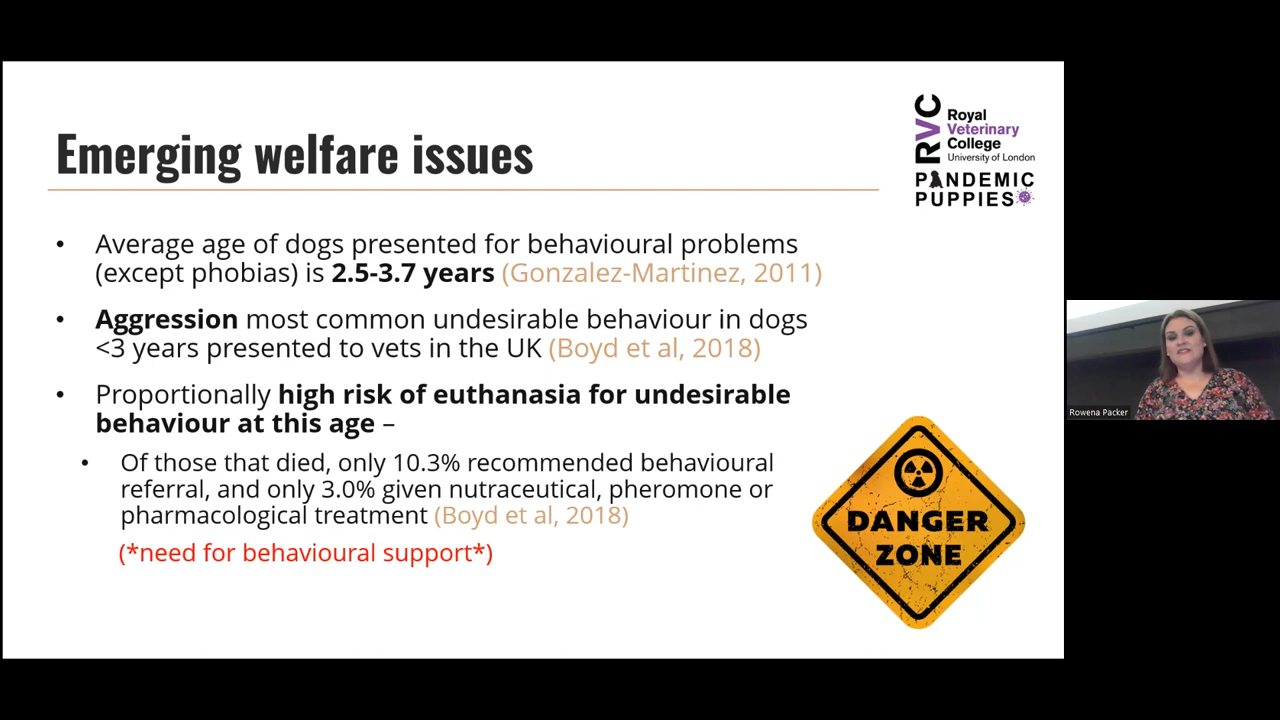 Emerging welfare issues
RVC
Royal
Veterinary
College
University of London
PANDEMIC
PUPPIES
• Average age of dogs presented for behavioural problems
(except phobias) is 2.5-3.7 years (Gonzalez-Martinez, 2011)
• Aggression most common undesirable behaviour in dogs
<3 years presented to vets in the UK (Boyd et al, 2018)
• Proportionally high risk of euthanasia for undesirable
behaviour at this age –
• Of those that died, only 10.3% recommended behavioural
referral, and only 3.0% given nutraceutical, pheromone or
pharmacological treatment (Boyd et al, 2018)
(*need for behavioural support*)
DANGER
ZONE
Rowena Packer